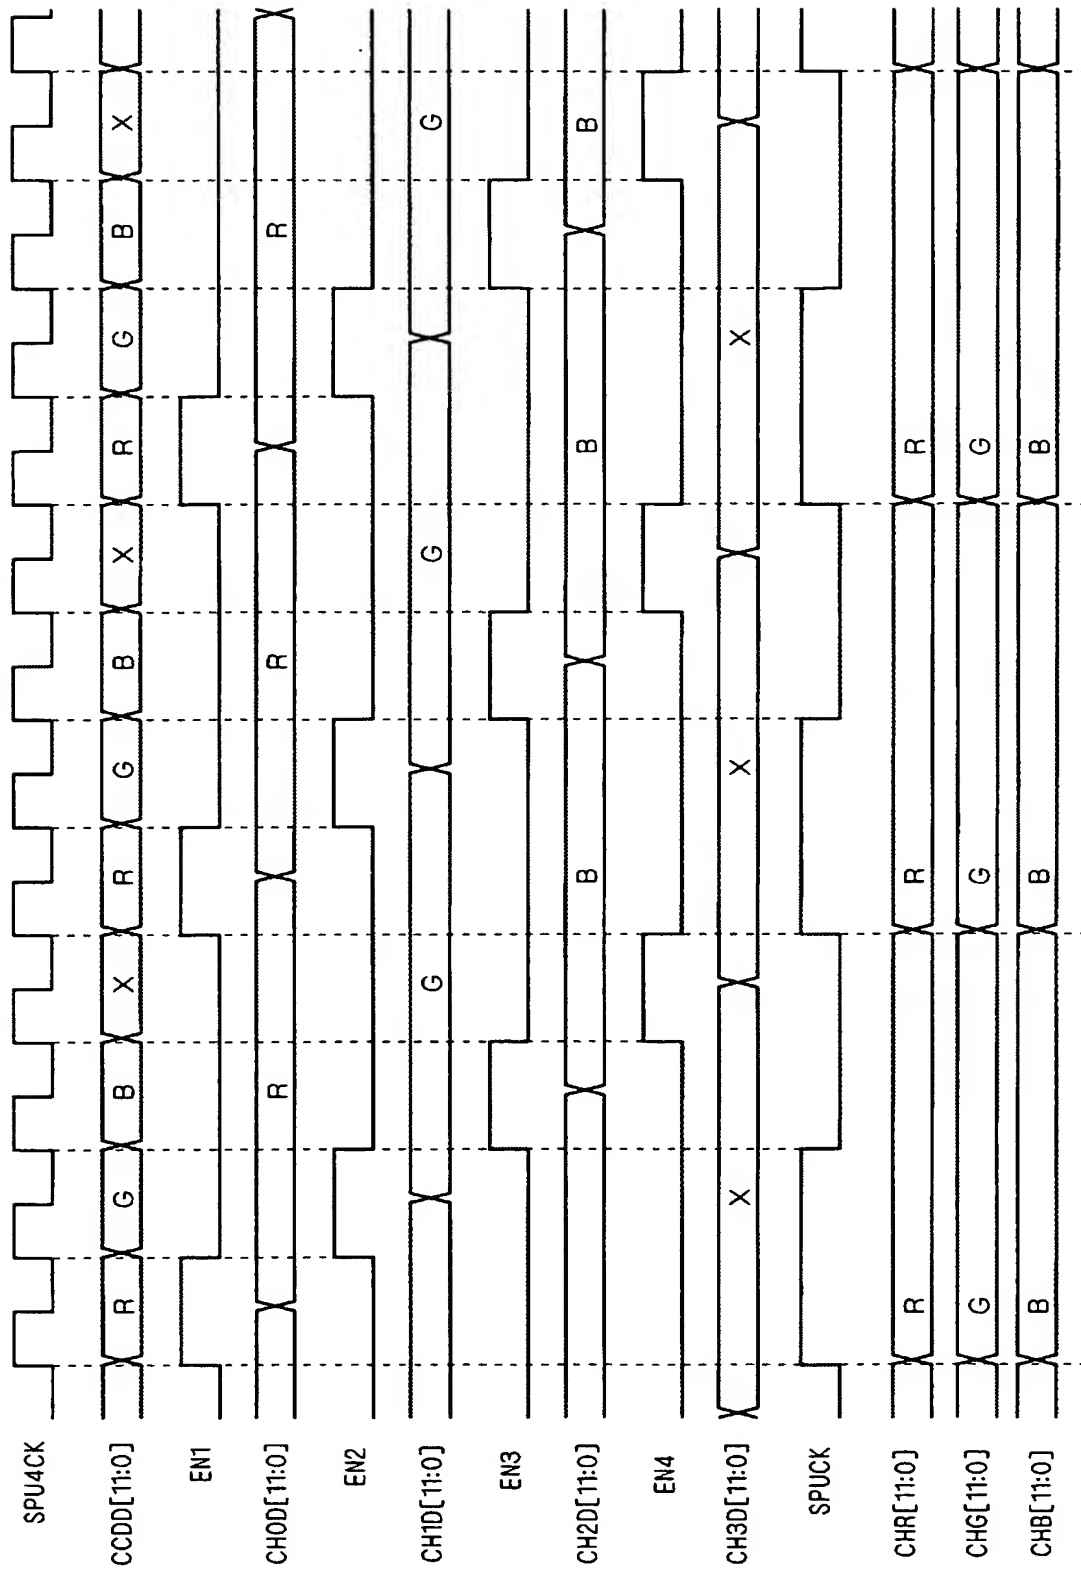 SPU4CK
CCDD[11:0] R G B X R G B X R G B X
EN1
CH0D[11:0] R R R
EN2
CH1D[11:0] G G G
EN3
CH2D[11:0] B B B
EN4
CH3D[11:0] X X X
SPUCK
CHR[11:0] R R R
CHG[11:0] G G G
CHB[11:0] B B B